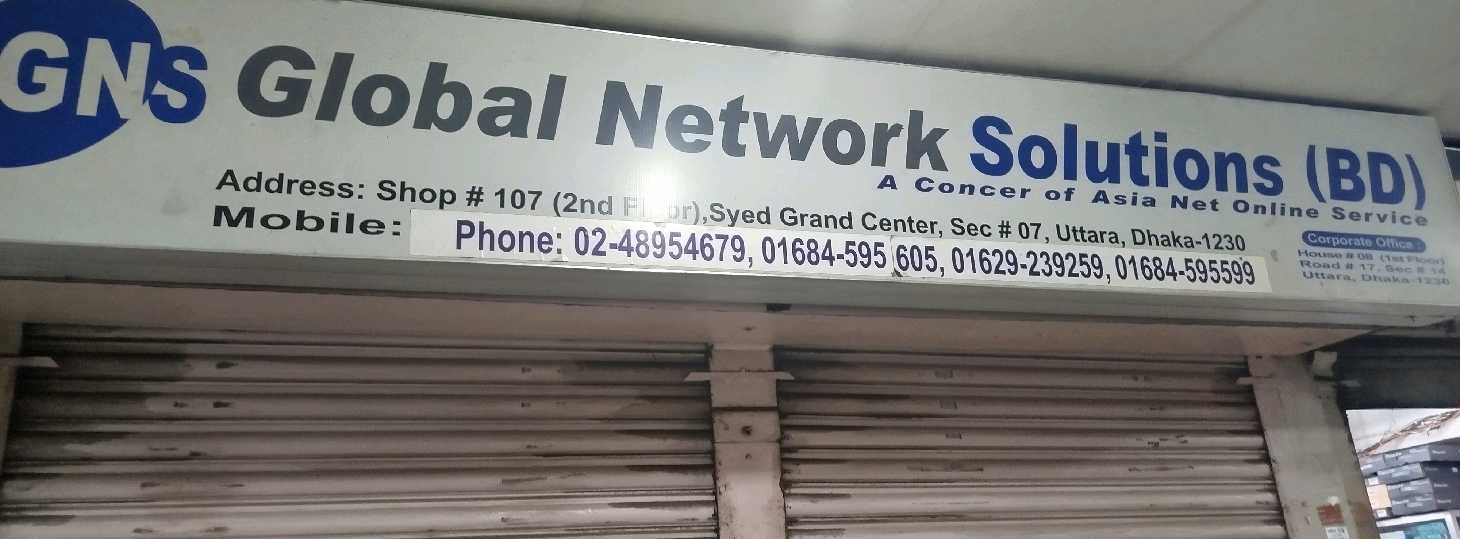 GNS Global Network Solutions (BD)
A Concer of Asia Net Online Service
Address: Shop # 107 (2nd Floor),Syed Grand Center, Sec # 07, Uttara, Dhaka-1230
Mobile: Phone: 02-48954679, 01684-595 605, 01629-239259, 01684-595599
Corporate Office :
House # 08 (1st Floor)
Road # 17, Sec # 14
Uttara, Dhaka-1230